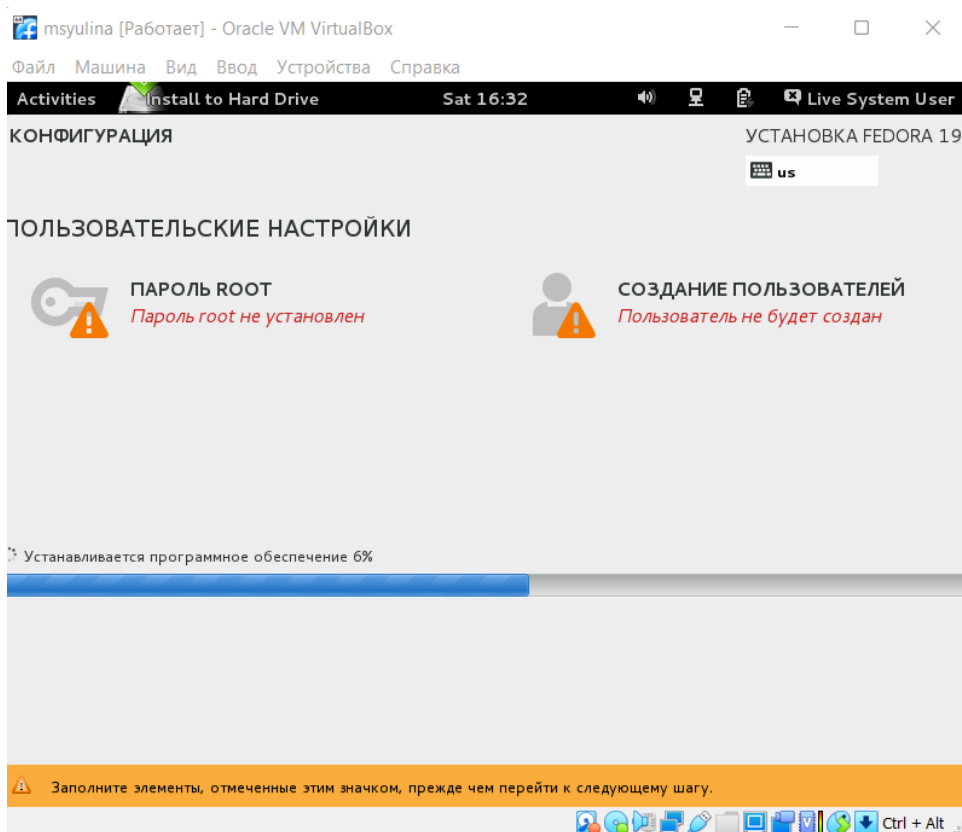 msyulina [Работает] - Oracle VM VirtualBox
Файл Машина Вид Ввод Устройства Справка
Activities Install to Hard Drive Sat 16:32 Live System User
КОНФИГУРАЦИЯ УСТАНОВКА FEDORA 19
us
ПОЛЬЗОВАТЕЛЬСКИЕ НАСТРОЙКИ
ПАРОЛЬ ROOT
Пароль root не установлен
СОЗДАНИЕ ПОЛЬЗОВАТЕЛЕЙ
Пользователь не будет создан
Устанавливается программное обеспечение 6%
Заполните элементы, отмеченные этим значком, прежде чем перейти к следующему шагу.
Ctrl + Alt